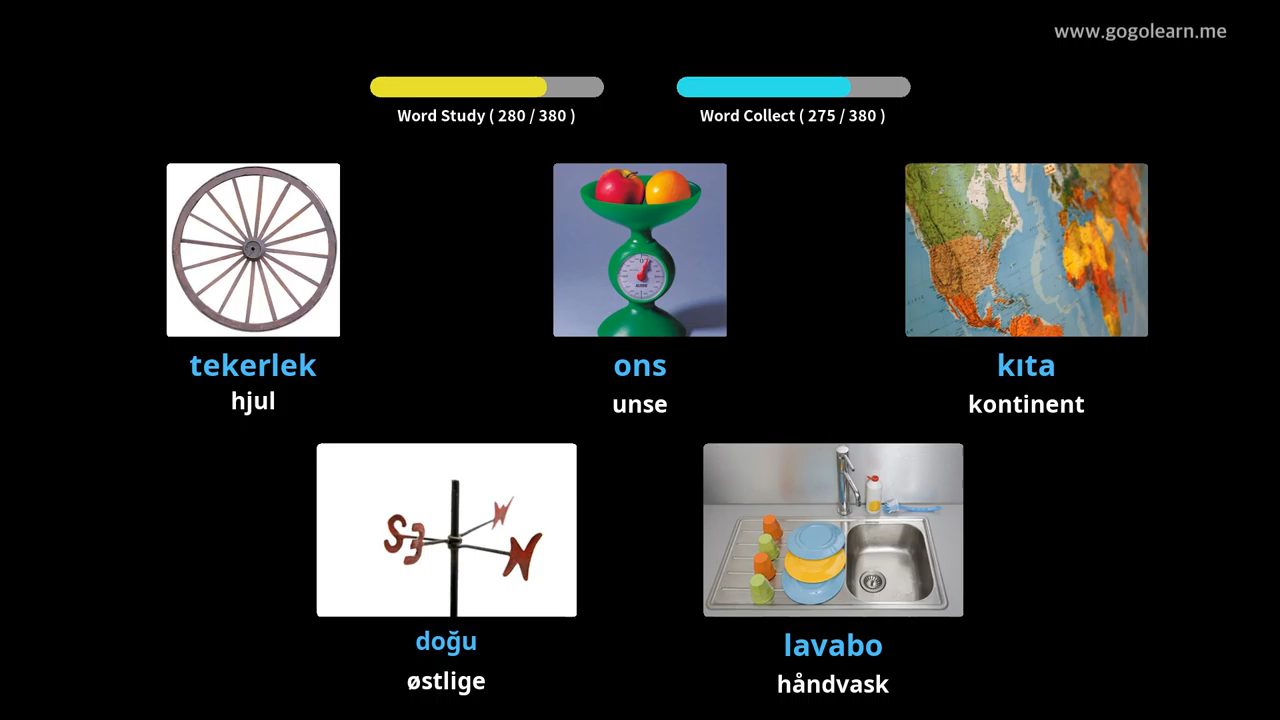 www.gogolearn.me
Word Study ( 280 / 380 )
Word Collect ( 275 / 380 )
tekerlek
hjul
ons
unse
kıta
kontinent
S E N
doğu
østlige
lavabo
håndvask